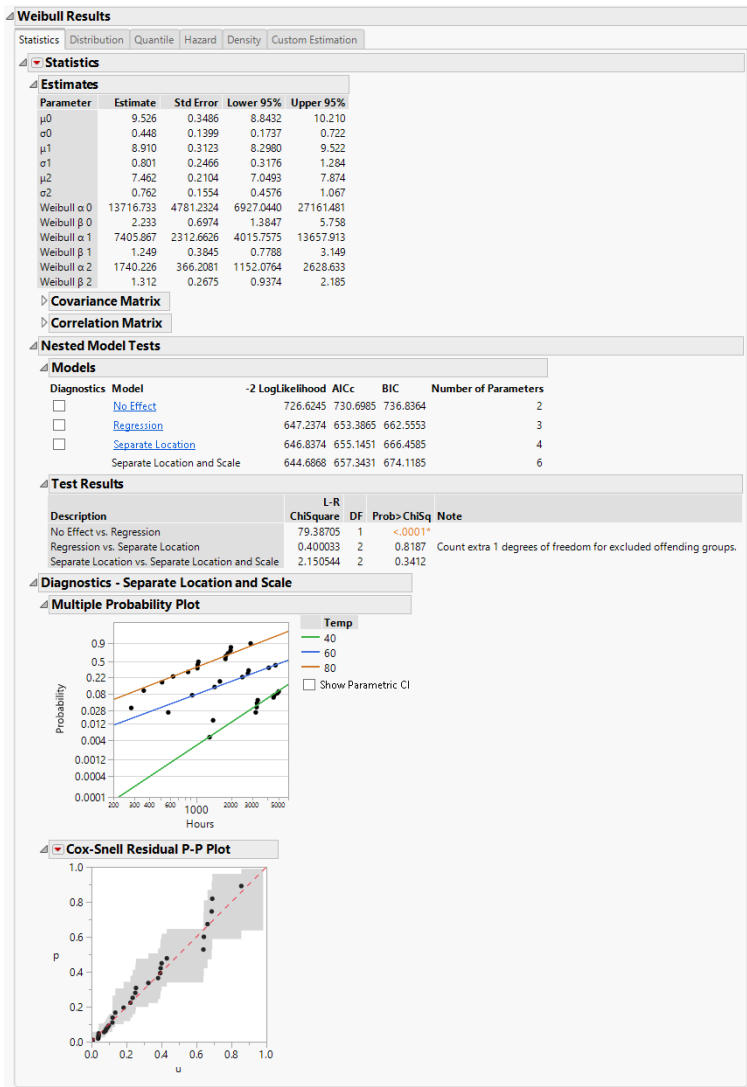 Weibull Results
Statistics Distribution Quantile Hazard Density Custom Estimation
Statistics
Estimates
Parameter Estimate Std Error Lower 95% Upper 95%
μ0 9.526 0.3486 8.8432 10.210
σ0 0.448 0.1399 0.1737 0.722
μ1 8.910 0.3123 8.2980 9.522
σ1 0.801 0.2466 0.3176 1.284
μ2 7.462 0.2104 7.0493 7.874
σ2 0.762 0.1554 0.4576 1.067
Weibull α 0 13716.733 4781.2324 6927.0440 27161.481
Weibull β 0 2.233 0.6974 1.3847 5.758
Weibull α 1 7405.867 2312.6626 4015.7575 13657.913
Weibull β 1 1.249 0.3845 0.7788 3.149
Weibull α 2 1740.226 366.2081 1152.0764 2628.633
Weibull β 2 1.312 0.2675 0.9374 2.185
Covariance Matrix
Correlation Matrix
Nested Model Tests
Models
Diagnostics Model -2 LogLikelihood AICc BIC Number of Parameters
No Effect 726.6245 730.6985 736.8364 2
Regression 647.2374 653.3865 662.5553 3
Separate Location 646.8374 655.1451 666.4585 4
Separate Location and Scale 644.6868 657.3431 674.1185 6
Test Results
L-R
Description ChiSquare DF Prob>ChiSq Note
No Effect vs. Regression 79.38705 1 <.0001*
Regression vs. Separate Location 0.400033 2 0.8187 Count extra 1 degrees of freedom for excluded offending groups.
Separate Location vs. Separate Location and Scale 2.150544 2 0.3412
Diagnostics - Separate Location and Scale
Multiple Probability Plot
Temp
40
60
80
Show Parametric CI
0.9
0.5
0.22
0.08
0.028
0.012
0.004
0.0012
0.0004
0.0001
Probability
200 300 400 600 1000 2000 3000 5000
Hours
Cox-Snell Residual P-P Plot
1.0
0.8
0.6
0.4
0.2
0.0
p
0.0 0.2 0.4 0.6 0.8 1.0
u